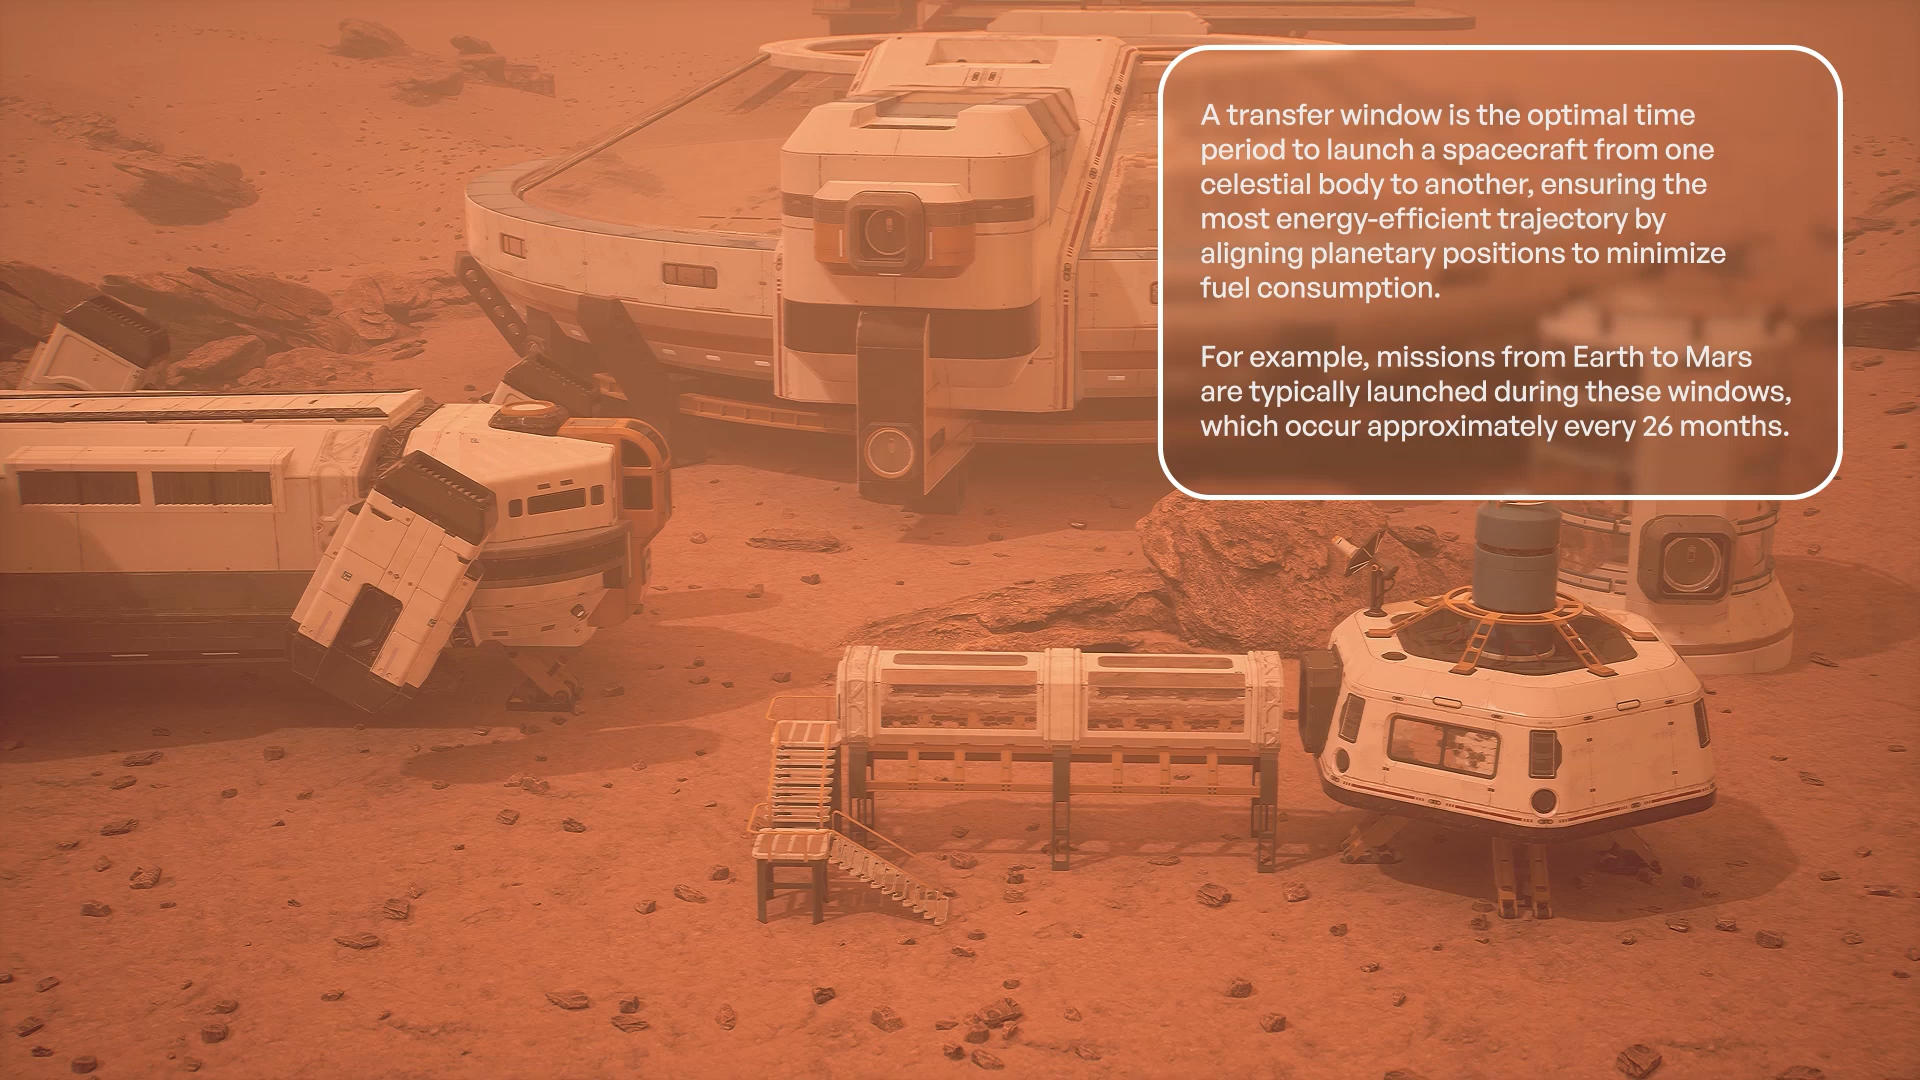 A transfer window is the optimal time
period to launch a spacecraft from one
celestial body to another, ensuring the
most energy-efficient trajectory by
aligning planetary positions to minimize
fuel consumption.
For example, missions from Earth to Mars
are typically launched during these windows,
which occur approximately every 26 months.